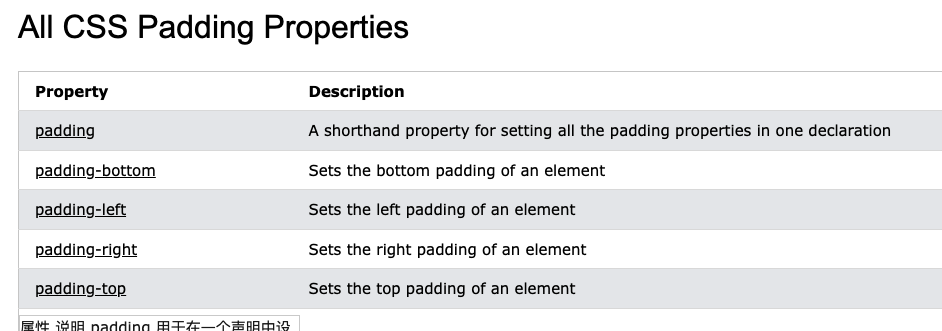 All CSS Padding Properties
Property Description
padding A shorthand property for setting all the padding properties in one declaration
padding-bottom Sets the bottom padding of an element
padding-left Sets the left padding of an element
padding-right Sets the right padding of an element
padding-top Sets the top padding of an element
属性 说明 padding 用于在一个声明中设